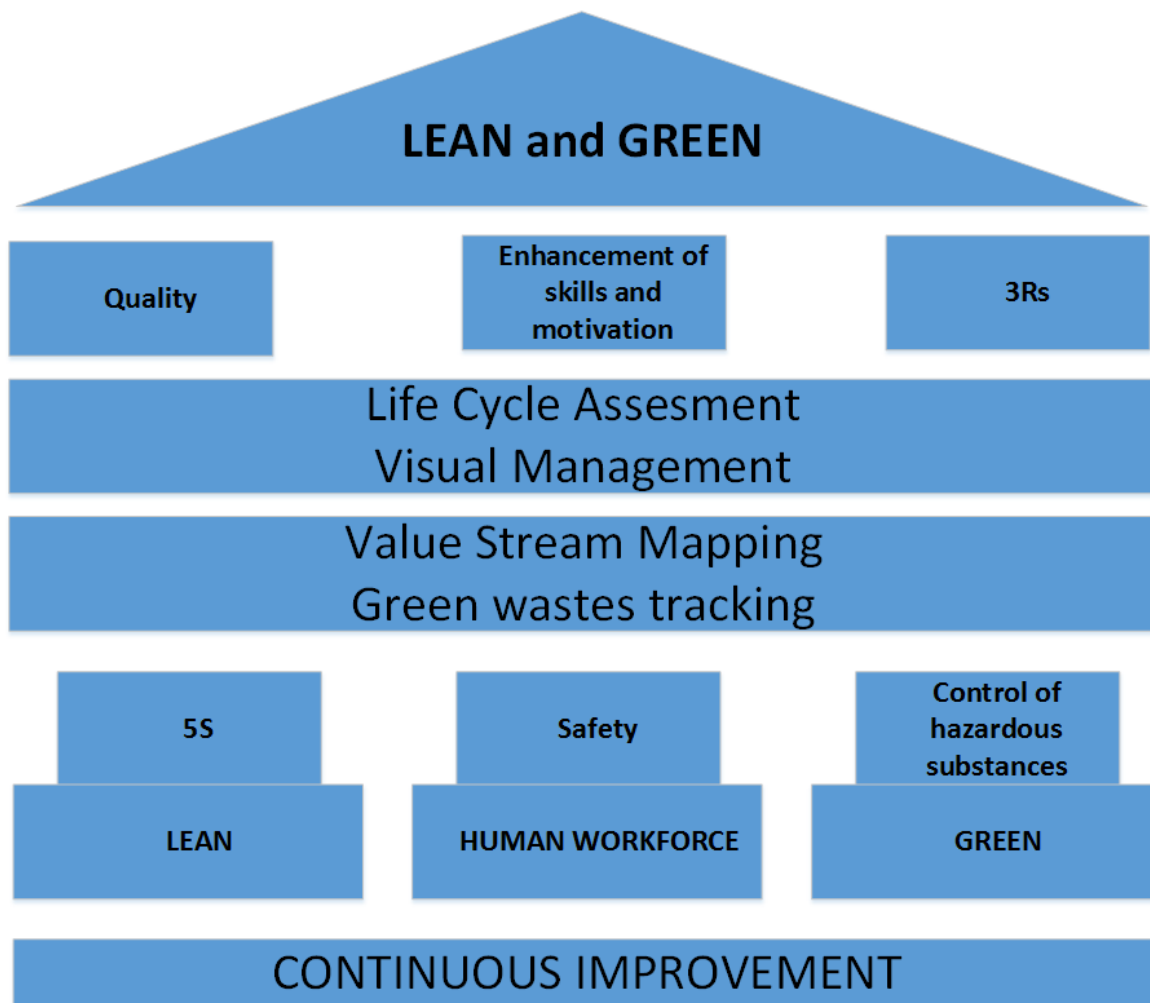 LEAN and GREEN
Quality
Enhancement of
skills and
motivation
3Rs
Life Cycle Assesment
Visual Management
Value Stream Mapping
Green wastes tracking
5S
Safety
Control of
hazardous
substances
LEAN
HUMAN WORKFORCE
GREEN
CONTINUOUS IMPROVEMENT